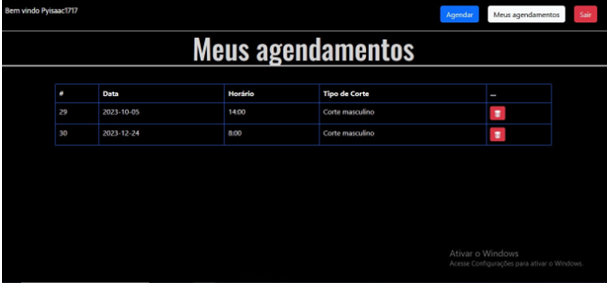 Bem vindo Pyisaac1717
Agendar Meus agendamentos Sair
Meus agendamentos
# Data Horário Tipo de Corte ...
29 2023-10-05 14:00 Corte masculino
30 2023-12-24 8:00 Corte masculino
Ativar o Windows
Acesse Configurações para ativar o Windows.